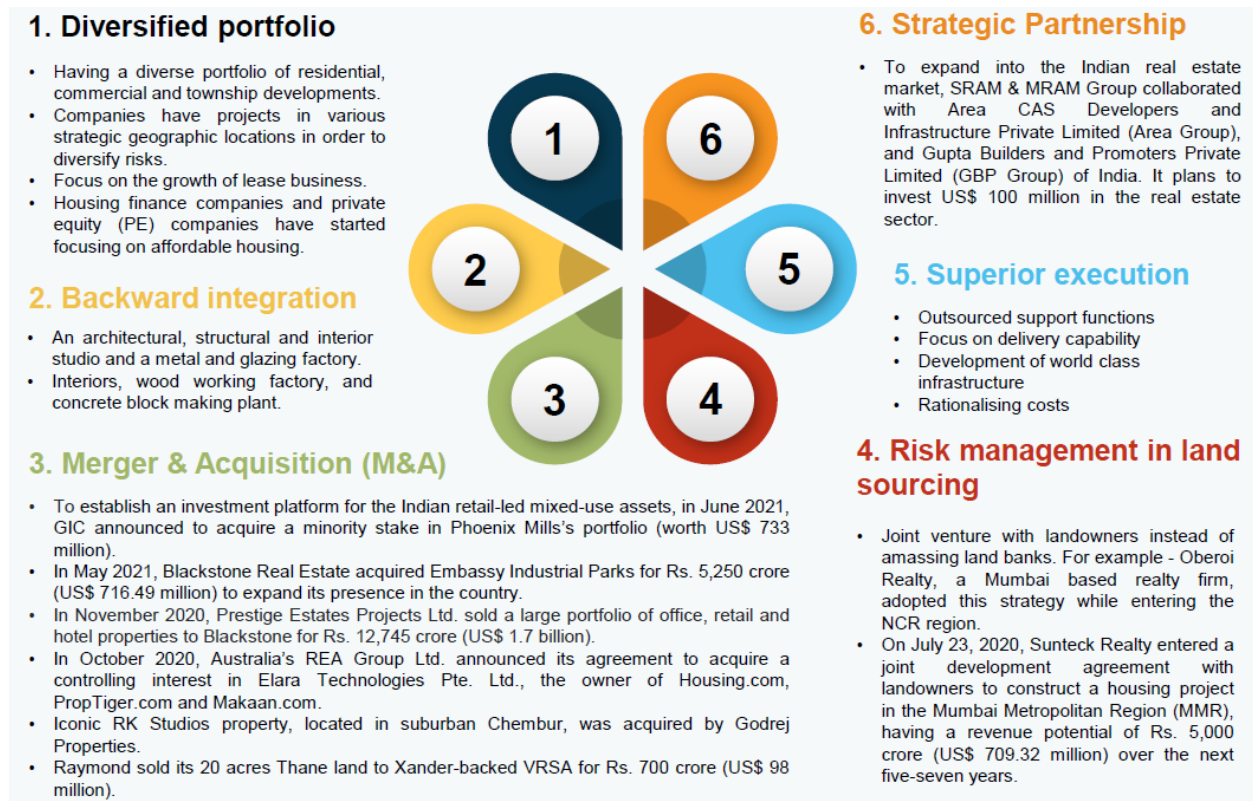 1. Diversified portfolio
• Having a diverse portfolio of residential,
commercial and township developments.
• Companies have projects in various
strategic geographic locations in order to
diversify risks.
• Focus on the growth of lease business.
• Housing finance companies and private
equity (PE) companies have started
focusing on affordable housing.
2. Backward integration
• An architectural, structural and interior
studio and a metal and glazing factory.
• Interiors, wood working factory, and
concrete block making plant.
3. Merger & Acquisition (M&A)
• To establish an investment platform for the Indian retail-led mixed-use assets, in June 2021,
GIC announced to acquire a minority stake in Phoenix Mills's portfolio (worth US$ 733
million).
• In May 2021, Blackstone Real Estate acquired Embassy Industrial Parks for Rs. 5,250 crore
(US$ 716.49 million) to expand its presence in the country.
• In November 2020, Prestige Estates Projects Ltd. sold a large portfolio of office, retail and
hotel properties to Blackstone for Rs. 12,745 crore (US$ 1.7 billion).
• In October 2020, Australia's REA Group Ltd. announced its agreement to acquire a
controlling interest in Elara Technologies Pte. Ltd., the owner of Housing.com,
PropTiger.com and Makaan.com.
• Iconic RK Studios property, located in suburban Chembur, was acquired by Godrej
Properties.
• Raymond sold its 20 acres Thane land to Xander-backed VRSA for Rs. 700 crore (US$ 98
million).
1
6
2
5
3
4
6. Strategic Partnership
• To expand into the Indian real estate
market, SRAM & MRAM Group collaborated
with Area CAS Developers and
Infrastructure Private Limited (Area Group),
and Gupta Builders and Promoters Private
Limited (GBP Group) of India. It plans to
invest US$ 100 million in the real estate
sector.
5. Superior execution
• Outsourced support functions
• Focus on delivery capability
• Development of world class
infrastructure
• Rationalising costs
4. Risk management in land
sourcing
• Joint venture with landowners instead of
amassing land banks. For example - Oberoi
Realty, a Mumbai based realty firm,
adopted this strategy while entering the
NCR region.
• On July 23, 2020, Sunteck Realty entered a
joint development agreement with
landowners to construct a housing project
in the Mumbai Metropolitan Region (MMR),
having a revenue potential of Rs. 5,000
crore (US$ 709.32 million) over the next
five-seven years.